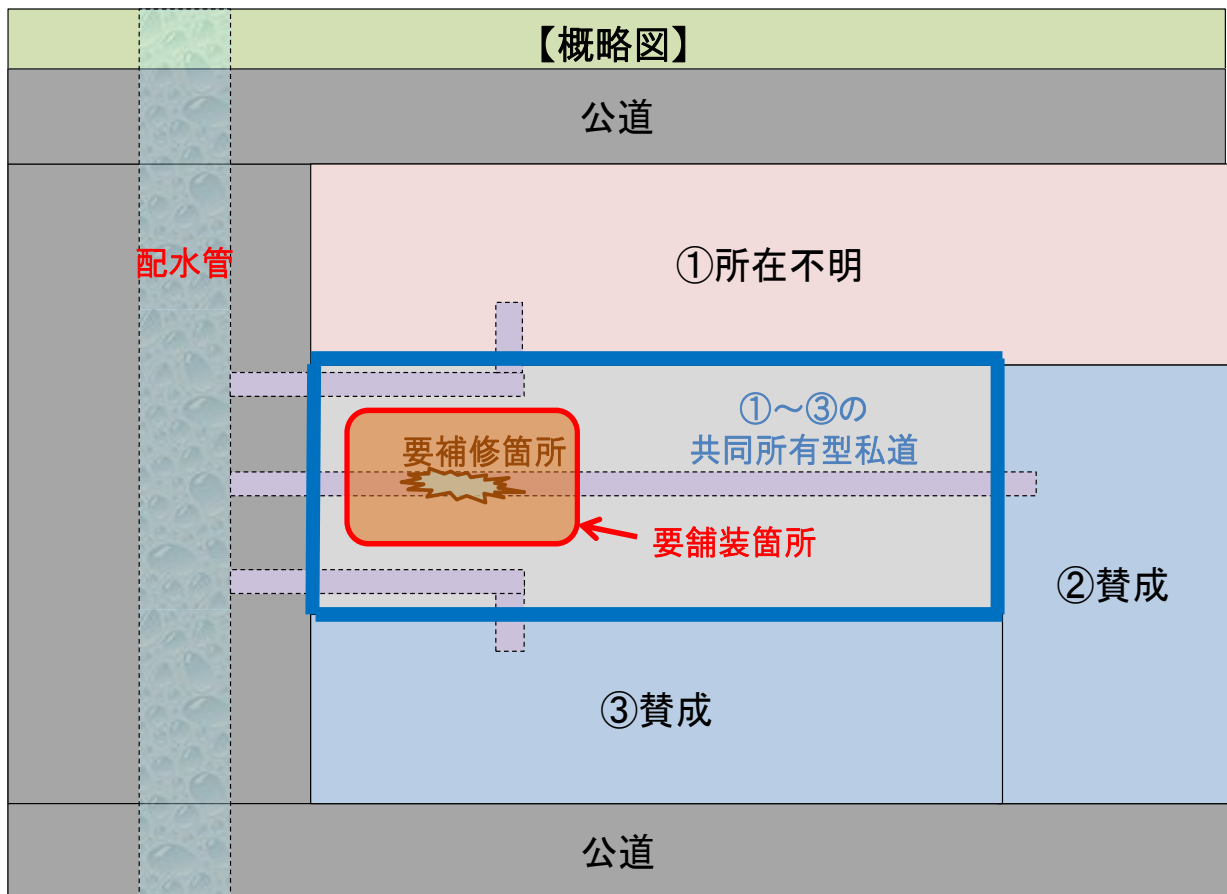 【概略図】
公道
配水管
①所在不明
①~③の
共同所有型私道
要補修箇所
要舗装箇所
②賛成
③賛成
公道